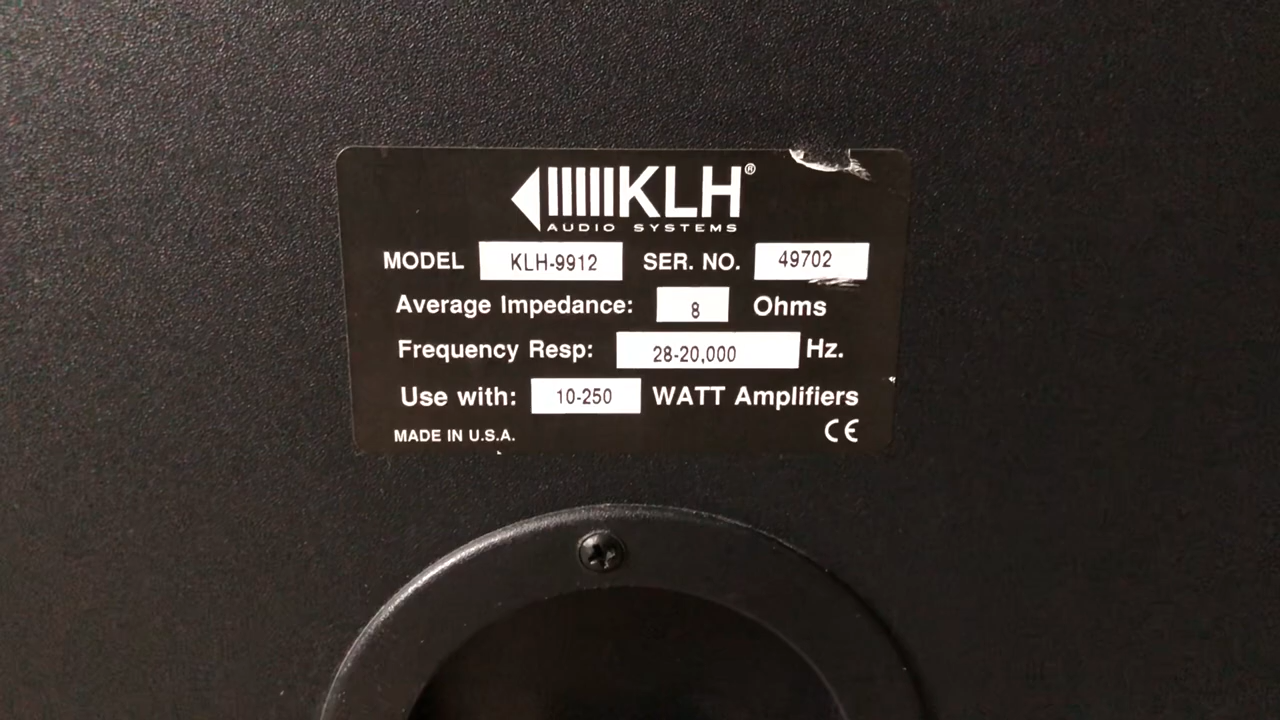 KLH®
AUDIO SYSTEMS
MODEL KLH-9912 SER. NO. 49702
Average Impedance: 8 Ohms
Frequency Resp: 28-20,000 Hz.
Use with: 10-250 WATT Amplifiers
MADE IN U.S.A. CE